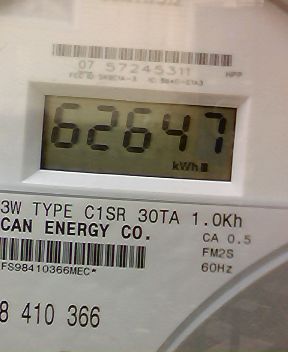 07 57245311
HPP
62647
kWh
3W TYPE C1SR 30TA 1.0Kh
CAN ENERGY CO.
CA 0.5
FM2S
60Hz
FS98410366MEC*
8 410 366